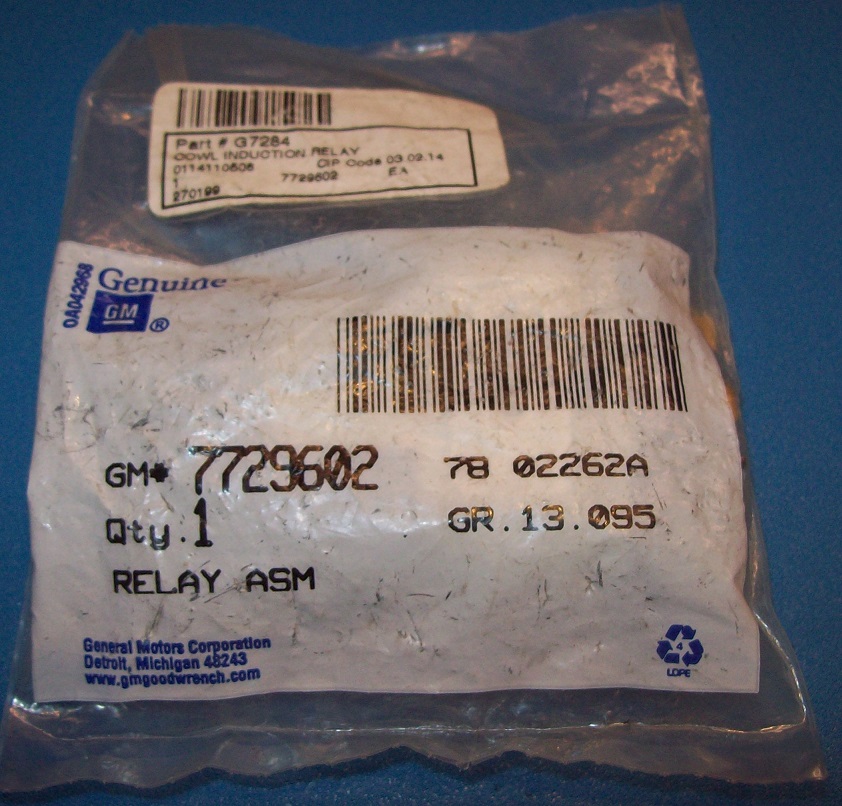 Part # G7284
COWL INDUCTION RELAY
0114110506 CIP Code 03.02.14
1 7729602 EA
270199
0A042968
Genuine
GM ®
GM# 7729602 78 02262A
Qty.1 GR.13.095
RELAY ASM
General Motors Corporation
Detroit, Michigan 48243
www.gmgoodwrench.com
4
LDPE